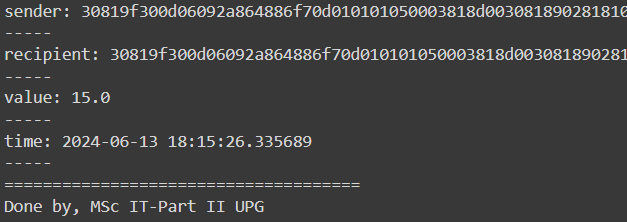 sender: 30819f300d06092a864886f70d010101050003818d003081890281810
-----
recipient: 30819f300d06092a864886f70d010101050003818d003081890281
-----
value: 15.0
-----
time: 2024-06-13 18:15:26.335689
-----
=====================================
Done by, MSc IT-Part II UPG